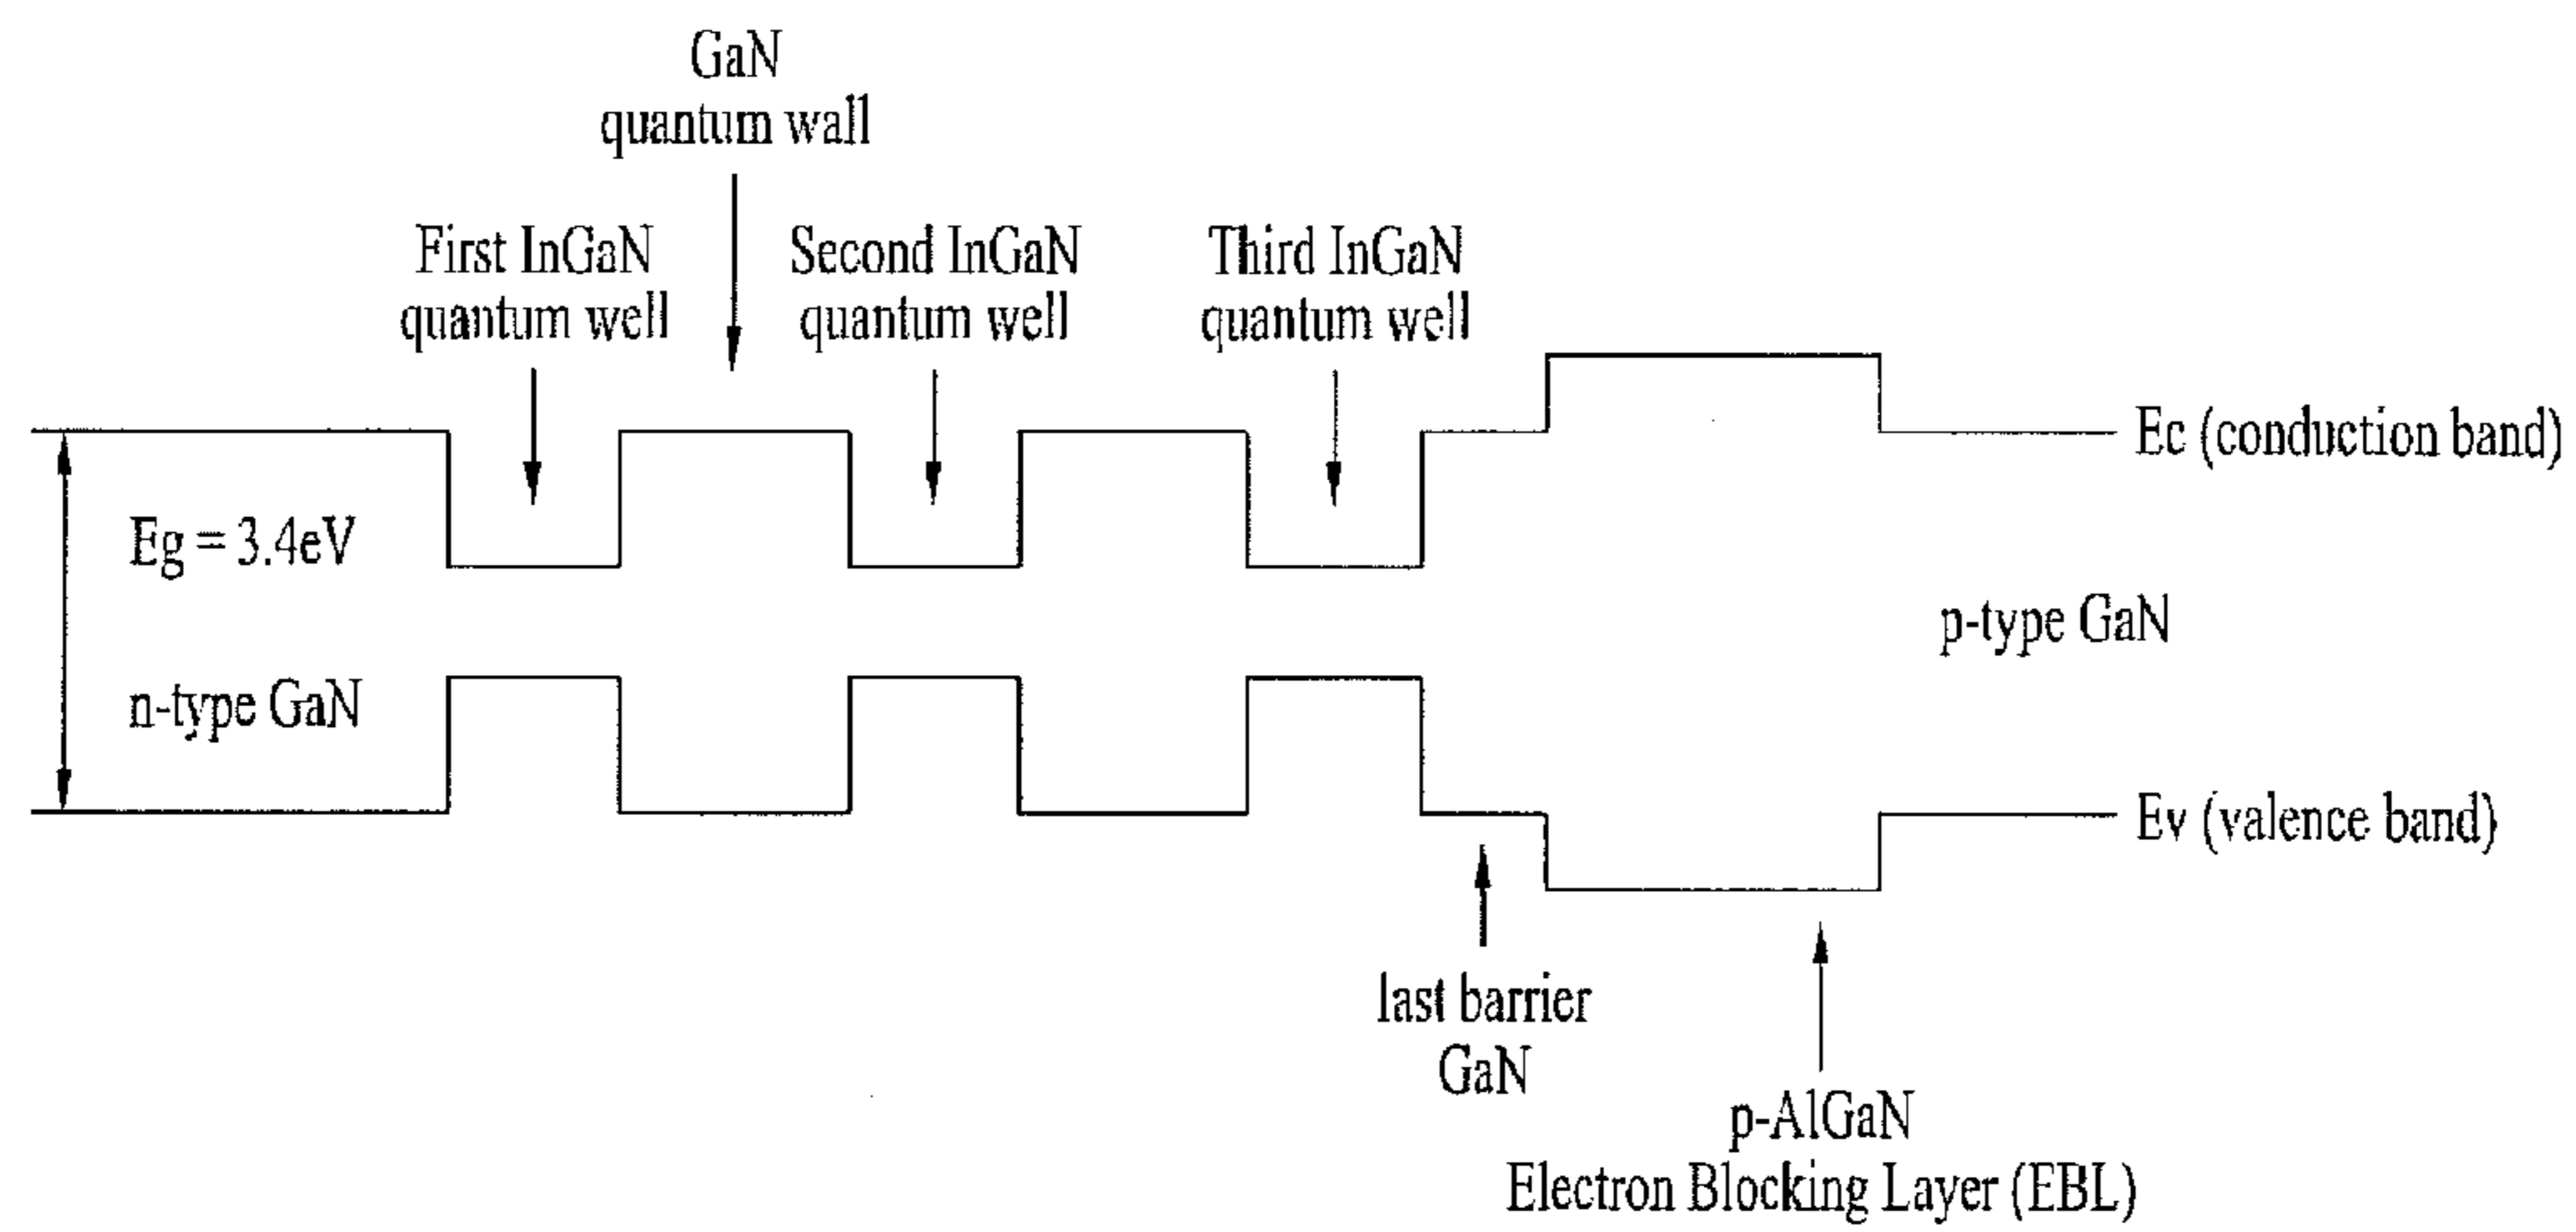 GaN
quantum wall
First InGaN
quantum well
Second InGaN
quantum well
Third InGaN
quantum well
Ec (conduction band)
Eg = 3.4eV
p-type GaN
n-type GaN
Ev (valence band)
last barrier
GaN
p-AlGaN
Electron Blocking Layer (EBL)